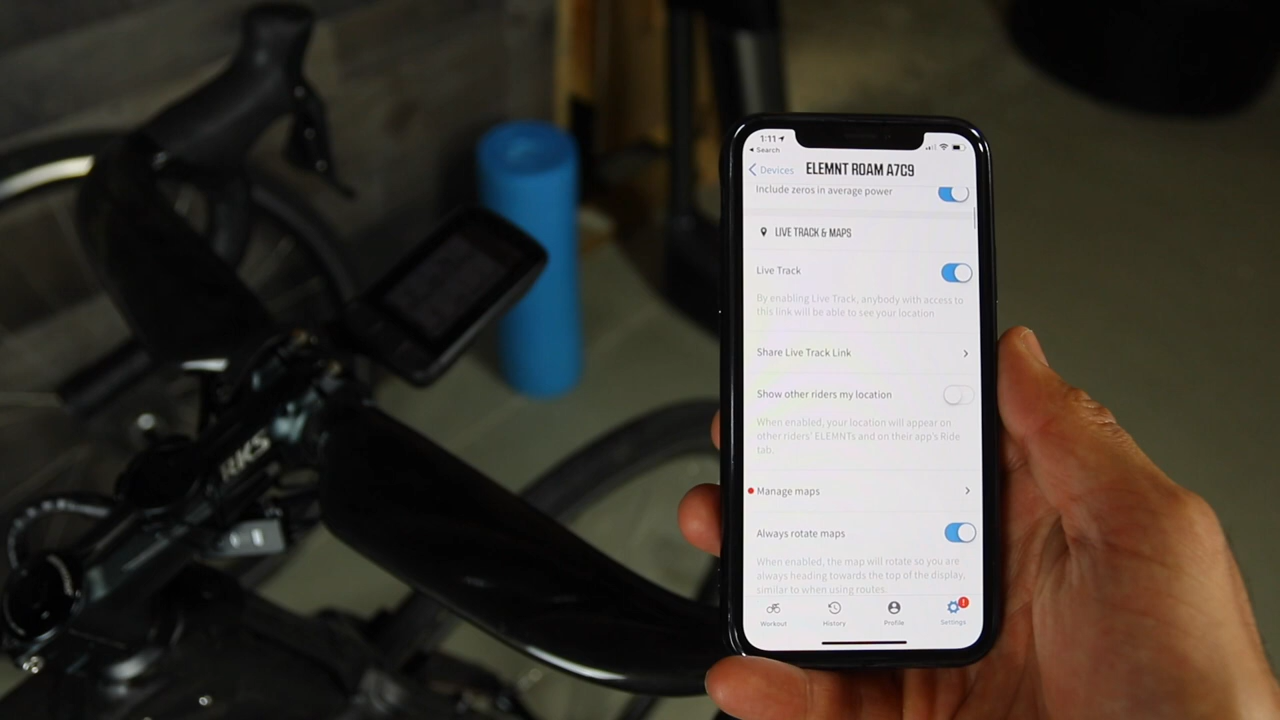 1:11
Search
Devices
ELEMNT ROAM A7C9
Include zeros in average power
LIVE TRACK & MAPS
Live Track
By enabling Live Track, anybody with access to
this link will be able to see your location
Share Live Track Link
Show other riders my location
When enabled, your location will appear on
other riders' ELEMNTs and on their app's Ride
tab.
Manage maps
Always rotate maps
When enabled, the map will rotate so you are
always heading towards the top of the display,
similar to when using routes.
Workout
History
Profile
Settings
!
RKS